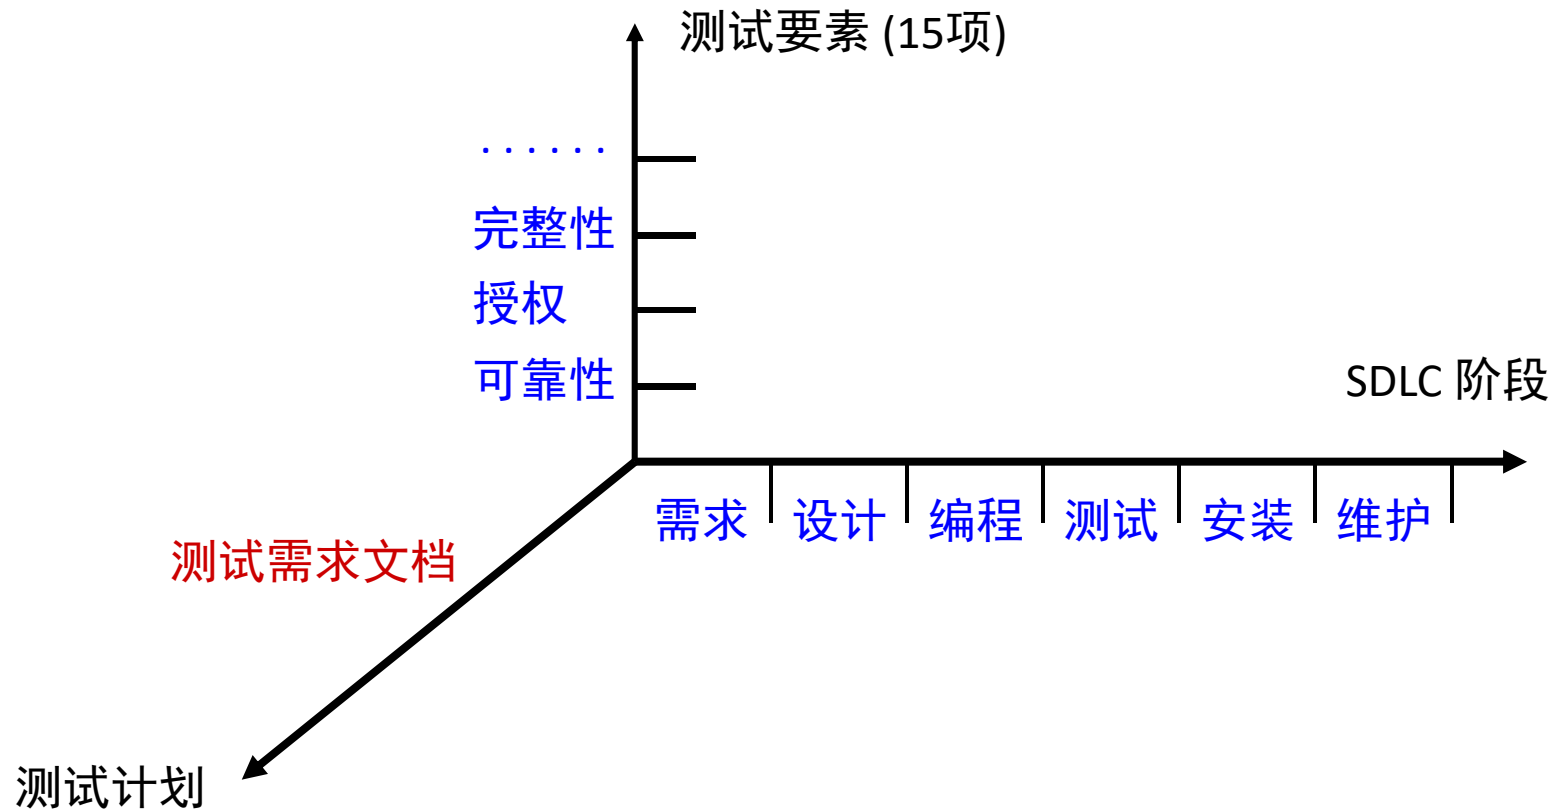 测试要素 (15项)
......
完整性
授权
可靠性
SDLC 阶段
需求
设计
编程
测试
安装
维护
测试需求文档
测试计划